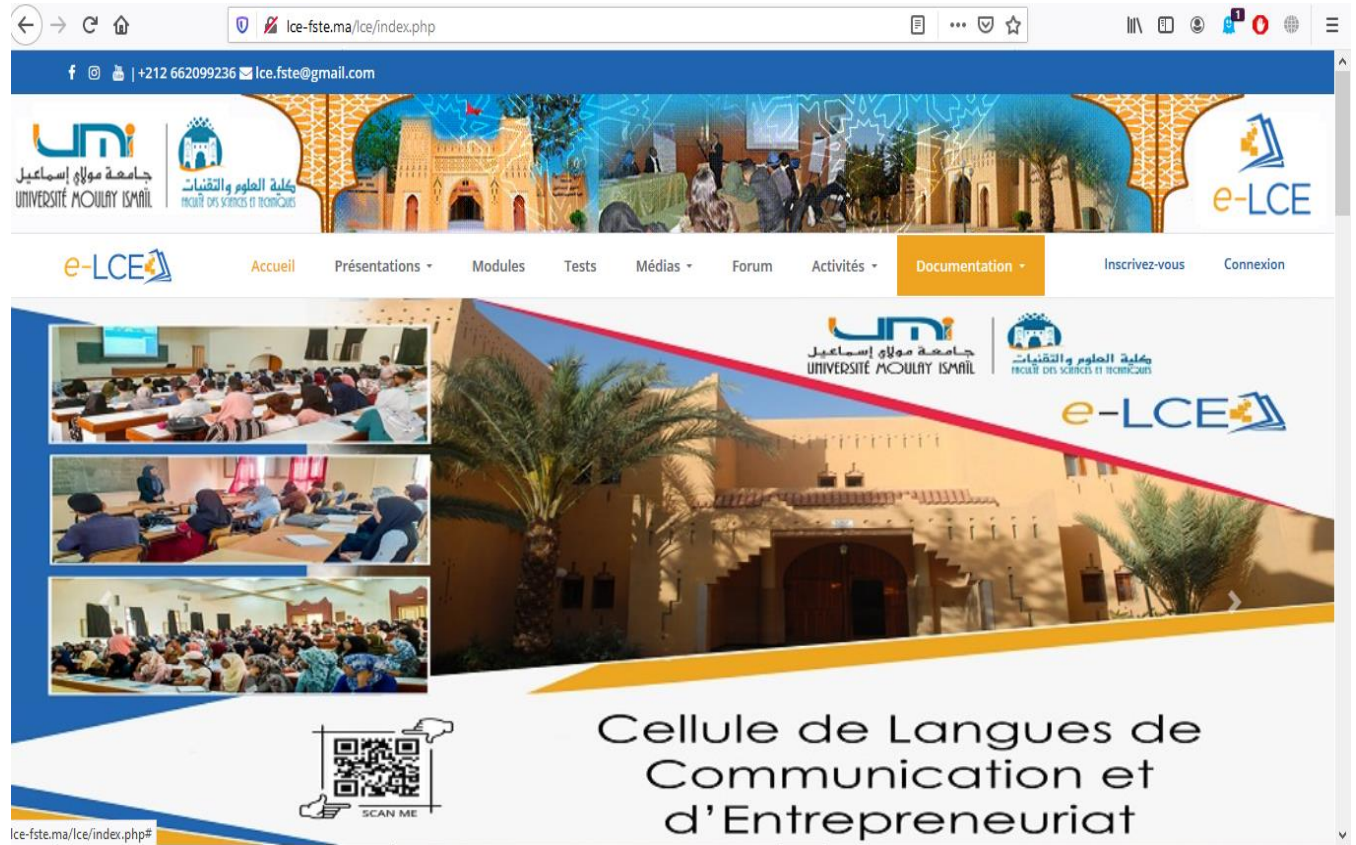 lce-fste.ma/lce/index.php
1
| +212 662099236 lce.fste@gmail.com
umi
جامعة مولاي إسماعيل
UNIVERSITÉ MOULAY ISMAÏL
كلية العلوم والتقنيات
FACULTÉ DES SCIENCES ET TECHNIQUES
e-LCE
e-LCE
Accueil
Présentations
Modules
Tests
Médias
Forum
Activités
Documentation
Inscrivez-vous
Connexion
umi
جامعة مولاي إسماعيل
UNIVERSITÉ MOULAY ISMAÏL
كلية العلوم والتقنيات
FACULTÉ DES SCIENCES ET TECHNIQUES
e-LCE
Cellule de Langues de
Communication et
d'Entrepreneuriat
SCAN ME
lce-fste.ma/lce/index.php#